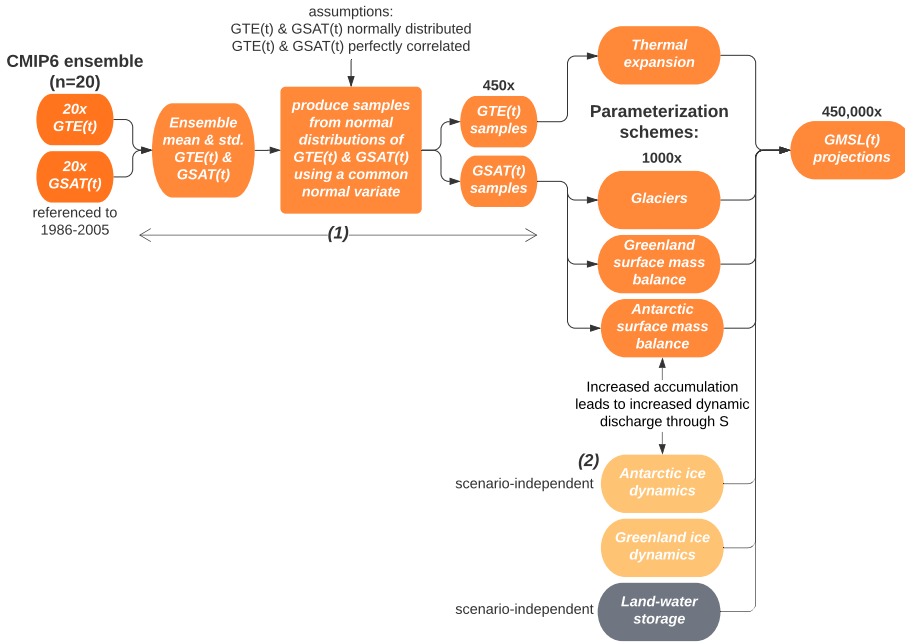 assumptions:
GTE(t) & GSAT(t) normally distributed
GTE(t) & GSAT(t) perfectly correlated
CMIP6 ensemble
(n=20)
20x
GTE(t)
20x
GSAT(t)
referenced to
1986-2005
Ensemble
mean & std.
GTE(t) &
GSAT(t)
produce samples
from normal
distributions of
GTE(t) & GSAT(t)
using a common
normal variate
450x
GTE(t)
samples
GSAT(t)
samples
(1)
Thermal
expansion
Parameterization
schemes:
1000x
Glaciers
Greenland
surface mass
balance
Antarctic
surface mass
balance
Increased accumulation
leads to increased dynamic
discharge through S
(2)
scenario-independent
Antarctic ice
dynamics
Greenland ice
dynamics
scenario-independent
Land-water
storage
450,000x
GMSL(t)
projections